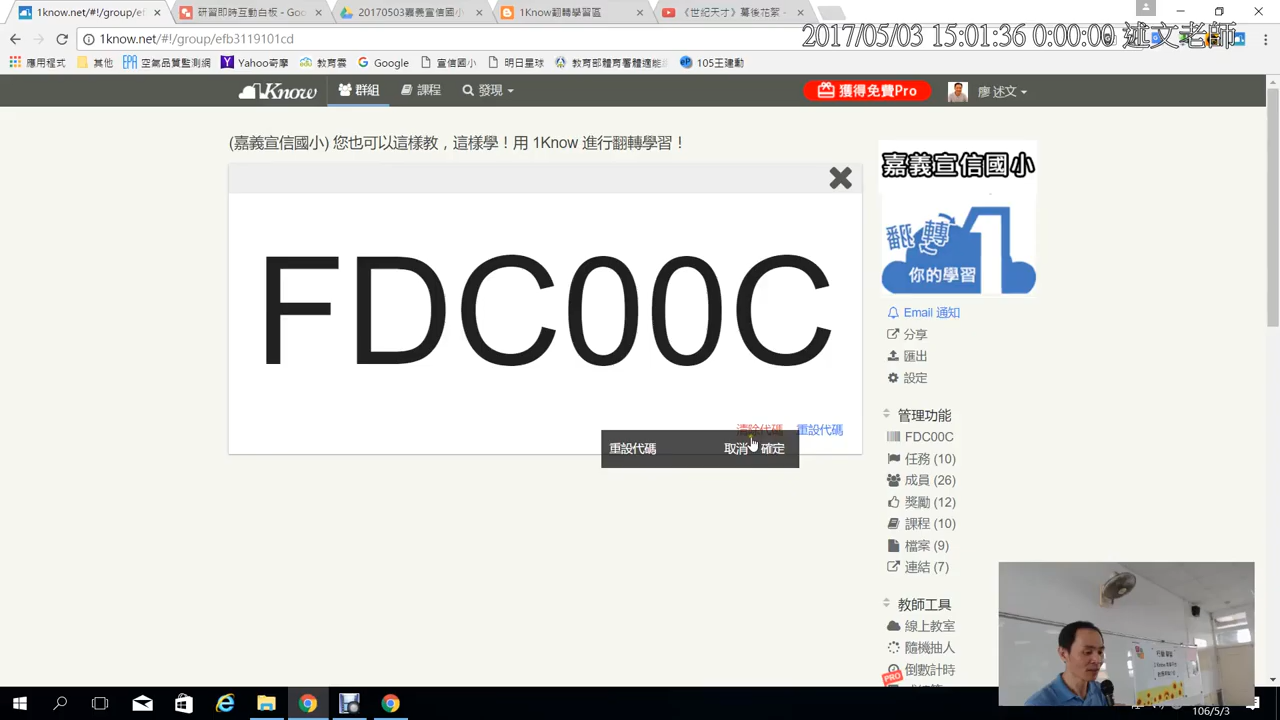 1know.net/#!/group/ef
研習即時互動白板 - Goo
20170503嘉義宣信國小
1Know翻轉學習區
《世紀天才》幕後花絮 -
1know.net/#!/group/efb3119101cd
2017/05/03 15:01:36 0:00:00 述文老師
應用程式 其他 空氣品質監測網 Yahoo奇摩 教育雲 Google 宣信國小 明日星球 教育部體育署體適能 105王建動
1Know 群組 課程 發現 獲得免費Pro 廖 述文
(嘉義宣信國小) 您也可以這樣教，這樣學！用 1Know 進行翻轉學習！
FDC00C
清除代碼 重設代碼
重設代碼 取消 確定
嘉義宣信國小
翻轉
你的學習
Email 通知
分享
匯出
設定
管理功能
FDC00C
任務 (10)
成員 (26)
獎勵 (12)
課程 (10)
檔案 (9)
連結 (7)
教師工具
線上教室
隨機抽人
倒數計時
PRO
106/5/3